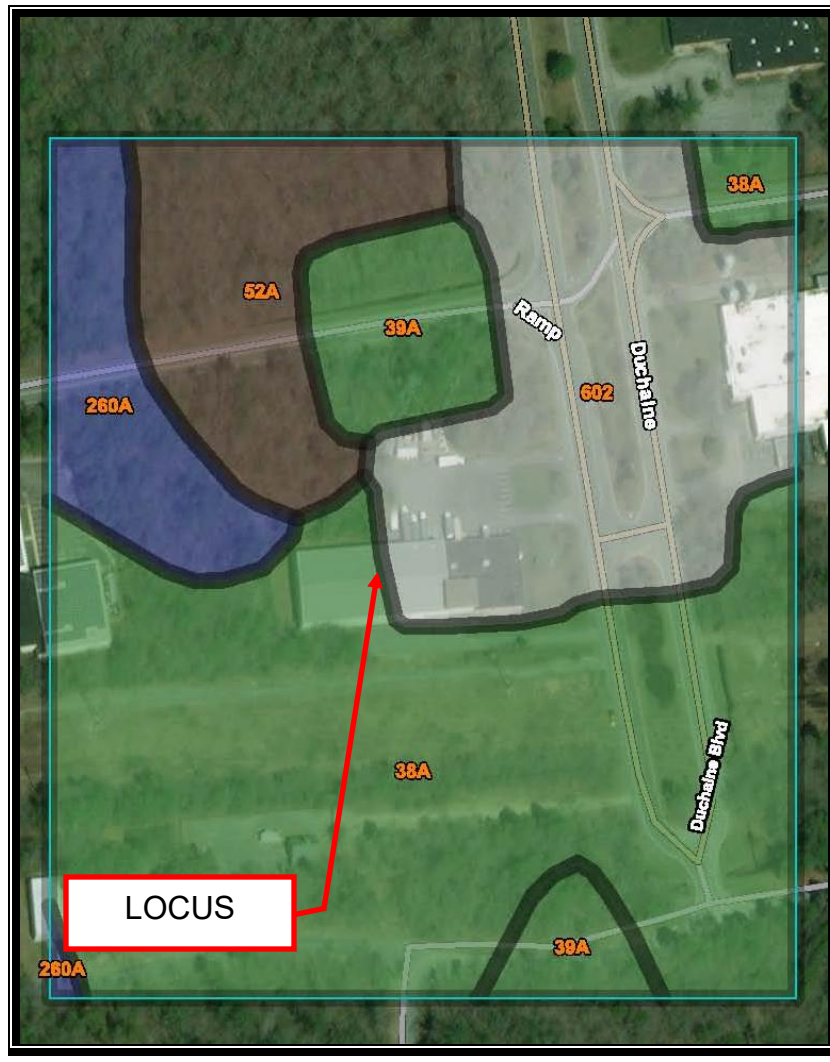 38A
52A
39A
Ramp
Duchaine
602
260A
38A
Duchaine Blvd
LOCUS
39A
260A